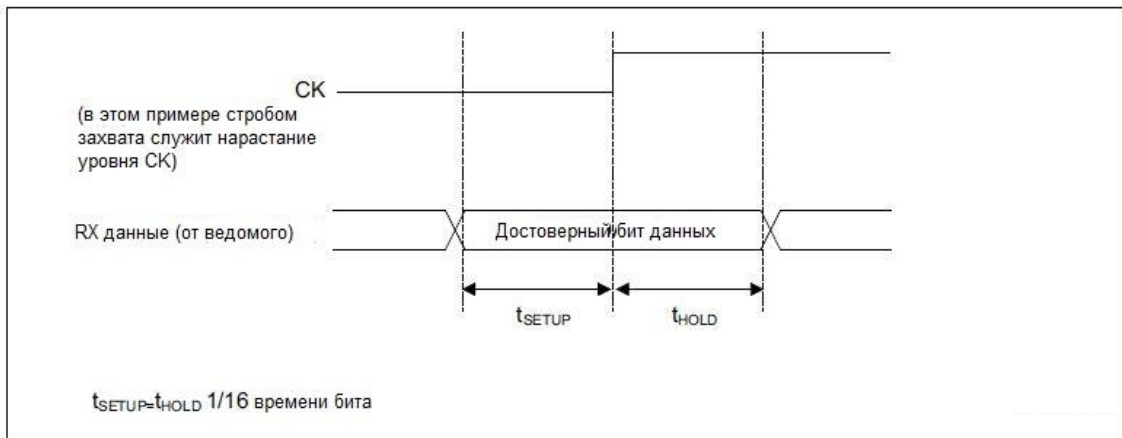 CK
(в этом примере стробом
захвата служит нарастание
уровня CK)
RX данные (от ведомого)
Достоверный бит данных
tSETUP
tHOLD
tSETUP=tHOLD 1/16 времени бита